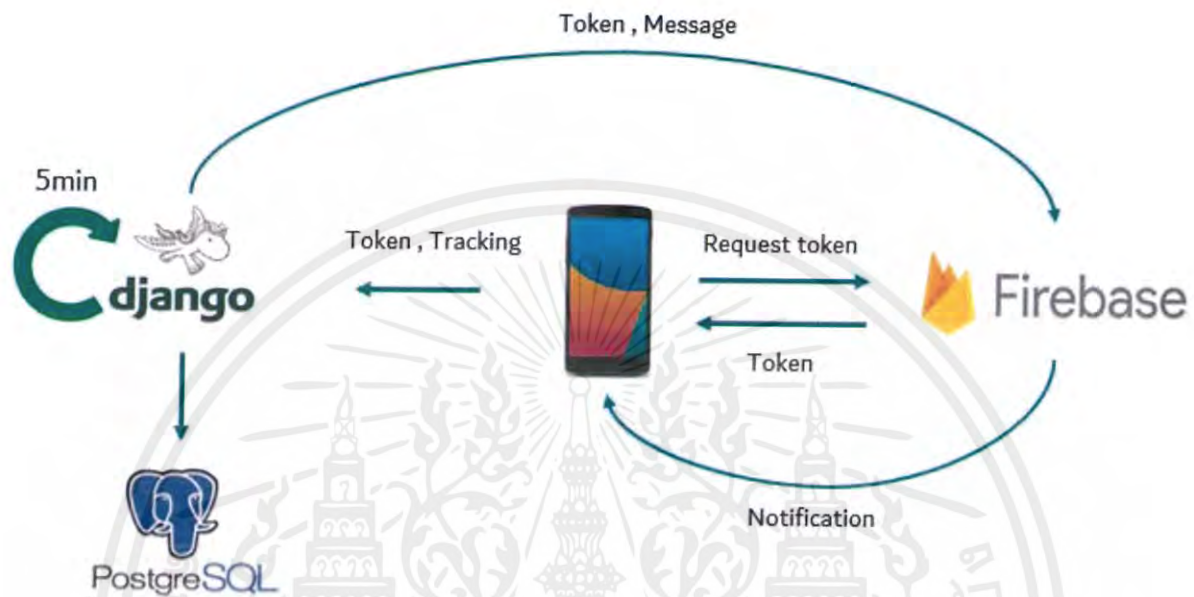 Token , Message
5min
django
Token , Tracking
Request token
Firebase
Token
Notification
PostgreSQL